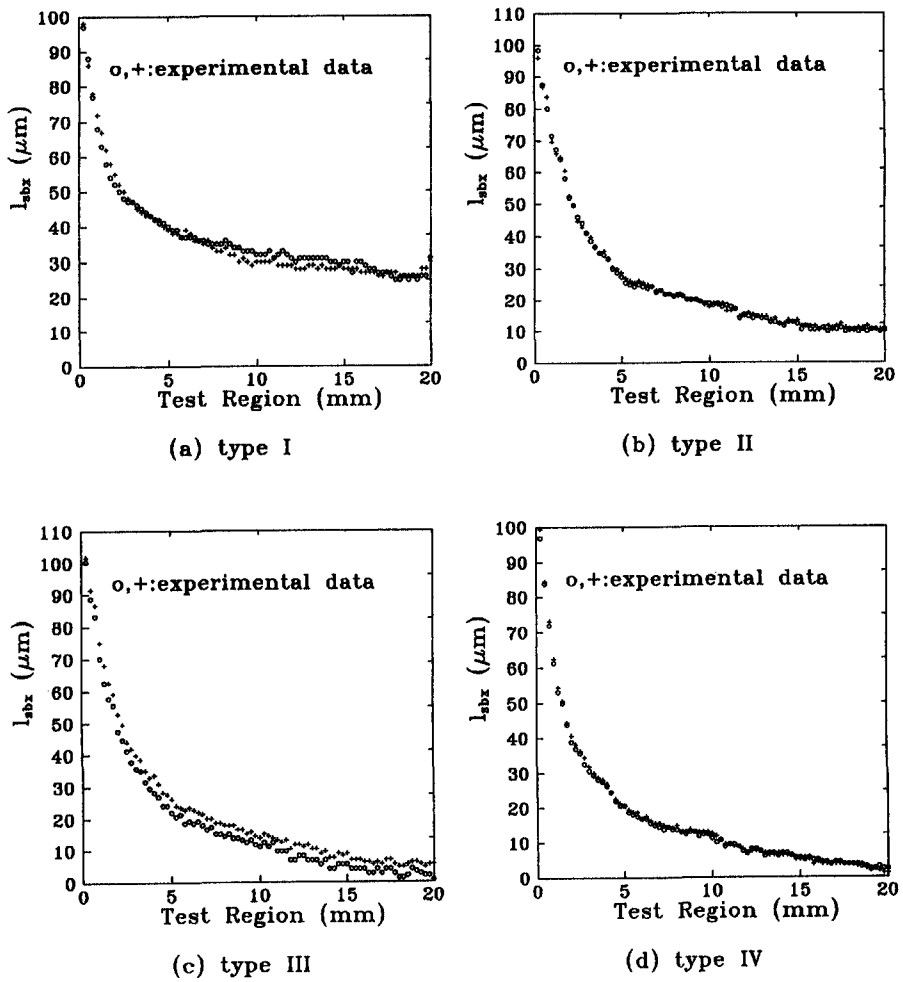 100
90
80
70
60
50
40
30
20
10
0
l_sbx (μm)
o,+:experimental data
0 5 10 15 20
Test Region (mm)
(a) type I
110
100
90
80
70
60
50
40
30
20
10
0
l_sbx (μm)
o,+:experimental data
0 5 10 15 20
Test Region (mm)
(b) type II
110
100
90
80
70
60
50
40
30
20
10
0
l_sbx (μm)
o,+:experimental data
0 5 10 15 20
Test Region (mm)
(c) type III
100
90
80
70
60
50
40
30
20
10
0
l_sbx (μm)
o,+:experimental data
0 5 10 15 20
Test Region (mm)
(d) type IV